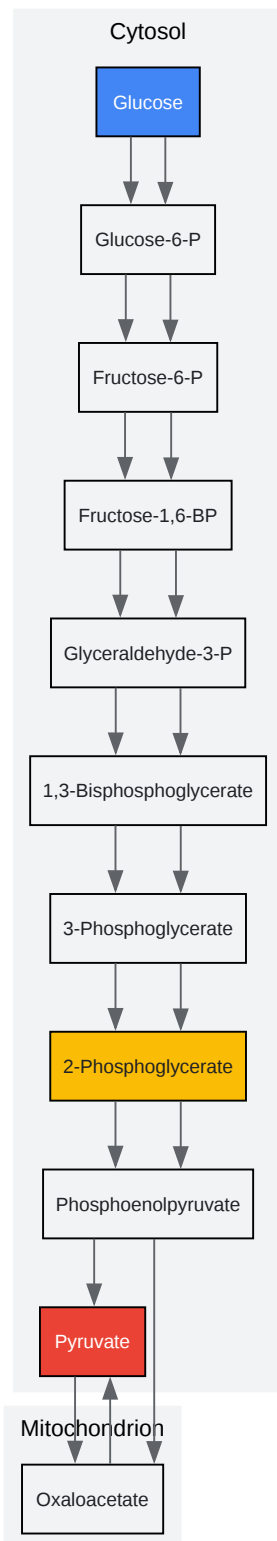 Cytosol
Glucose
Glucose-6-P
Fructose-6-P
Fructose-1,6-BP
Glyceraldehyde-3-P
1,3-Bisphosphoglycerate
3-Phosphoglycerate
2-Phosphoglycerate
Phosphoenolpyruvate
Pyruvate
Mitochondrion
Oxaloacetate